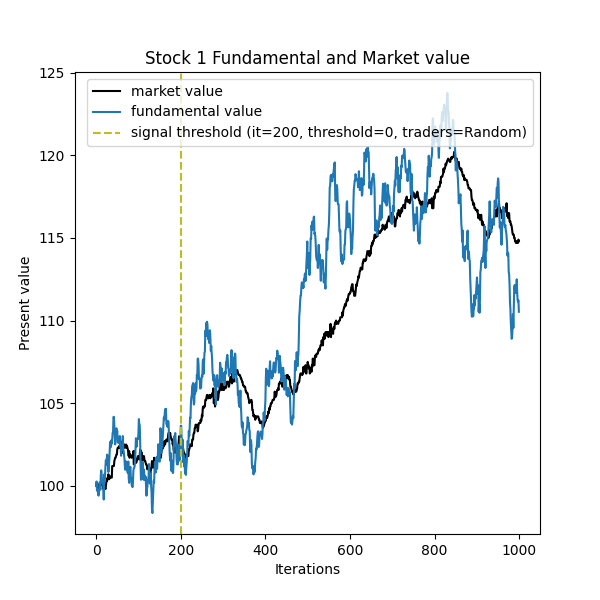 Stock 1 Fundamental and Market value
125
market value
fundamental value
signal threshold (it=200, threshold=0, traders=Random)
120
115
110
105
100
Present value
0 200 400 600 800 1000
Iterations